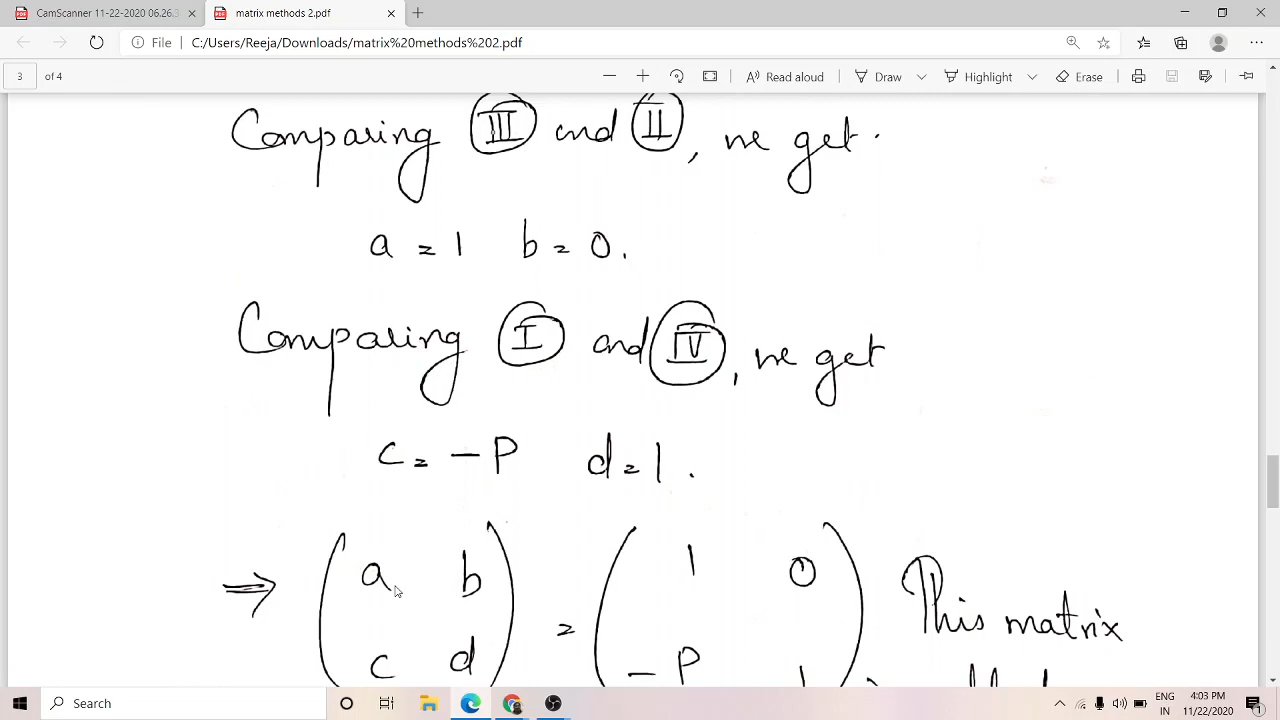 CamScanner 11-22-2020 06.26.3
matrix methods 2.pdf
File C:/Users/Reeja/Downloads/matrix%20methods%202.pdf
3 of 4
Read aloud Draw Highlight Erase
Comparing III and II, we get.
a = 1 b = 0.
Comparing I and IV, we get
c = -P d = 1.
⇒ ( a b = ( 1 0 ) This matrix
c d -P 1
Search
ENG 4:03 PM
IN 11/22/2020